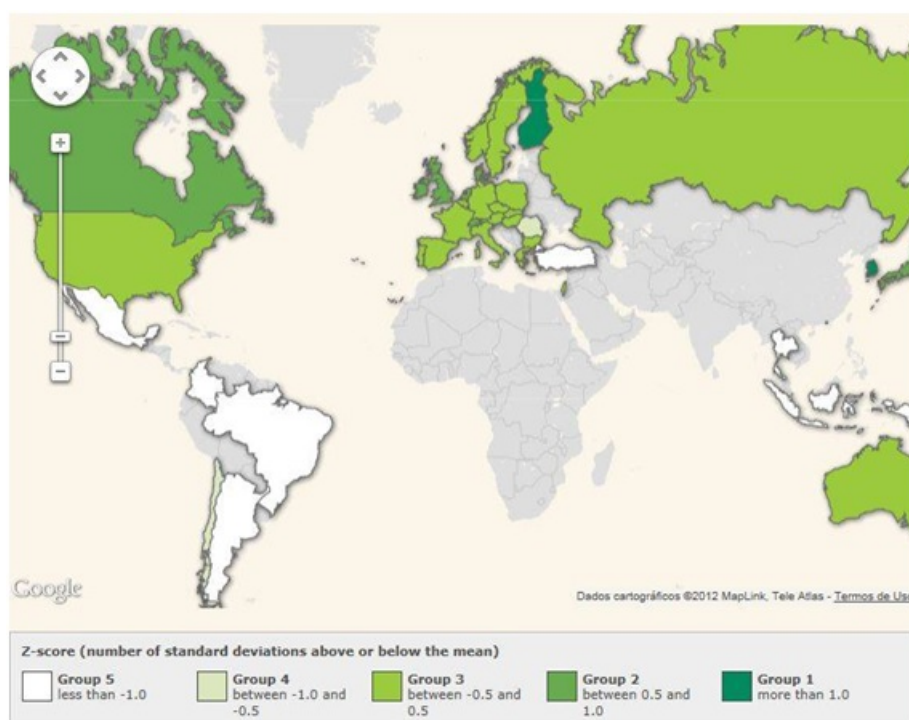 Google
Dados cartográficos ©2012 MapLink, Tele Atlas - Termos de Uso
Z-score (number of standard deviations above or below the mean)
Group 5
less than -1.0
Group 4
between -1.0 and
-0.5
Group 3
between -0.5 and
0.5
Group 2
between 0.5 and
1.0
Group 1
more than 1.0